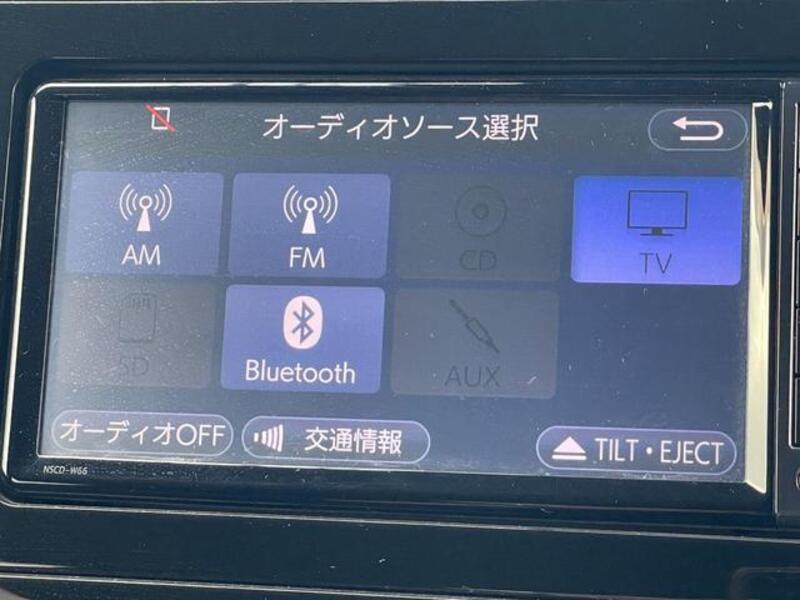 オーディオソース選択
AM
FM
CD
TV
SD
Bluetooth
AUX
オーディオOFF
交通情報
TILT・EJECT
NSCD-W66